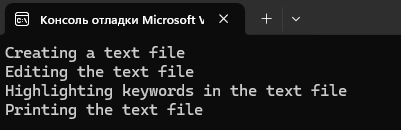 Консоль отладки Microsoft V
Creating a text file
Editing the text file
Highlighting keywords in the text file
Printing the text file